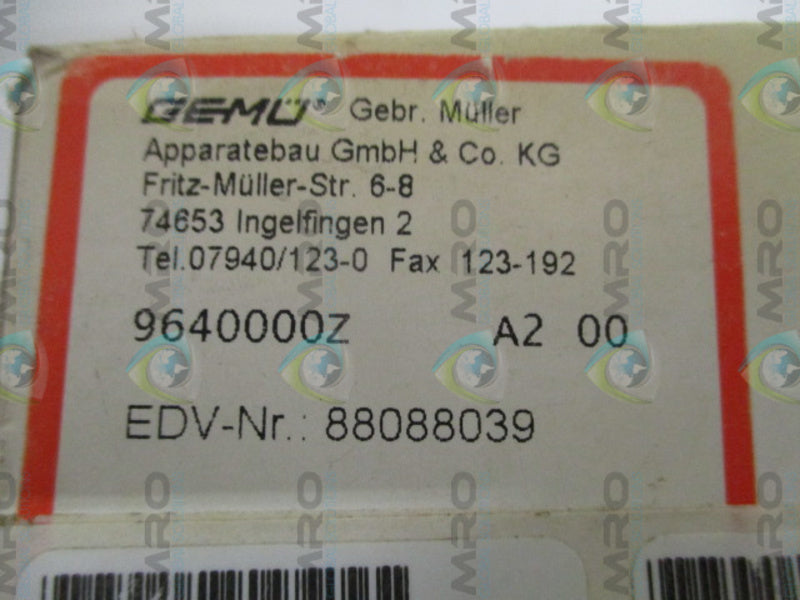 GEMÜ® Gebr. Müller
Apparatebau GmbH & Co. KG
Fritz-Müller-Str. 6-8
74653 Ingelfingen 2
Tel.07940/123-0 Fax 123-192
9640000Z A2 00
EDV-Nr.: 88088039